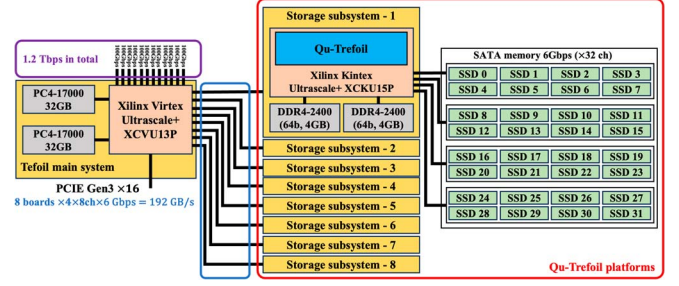 1.2 Tbps in total
PC4-17000
32GB
PC4-17000
32GB
Xilinx Virtex
Ultrascale+
XCVU13P
Tefoil main system
PCIE Gen3 ×16
8 boards ×4×8ch×6 Gbps = 192 GB/s
Storage subsystem - 1
Qu-Trefoil
Xilinx Kintex
Ultrascale+ XCKU15P
DDR4-2400
(64b, 4GB)
DDR4-2400
(64b, 4GB)
Storage subsystem - 2
Storage subsystem - 3
Storage subsystem - 4
Storage subsystem - 5
Storage subsystem - 6
Storage subsystem - 7
Storage subsystem - 8
SATA memory 6Gbps (×32 ch)
SSD 0 SSD 1 SSD 2 SSD 3
SSD 4 SSD 5 SSD 6 SSD 7
SSD 8 SSD 9 SSD 10 SSD 11
SSD 12 SSD 13 SSD 14 SSD 15
SSD 16 SSD 17 SSD 18 SSD 19
SSD 20 SSD 21 SSD 22 SSD 23
SSD 24 SSD 25 SSD 26 SSD 27
SSD 28 SSD 29 SSD 30 SSD 31
Qu-Trefoil platforms